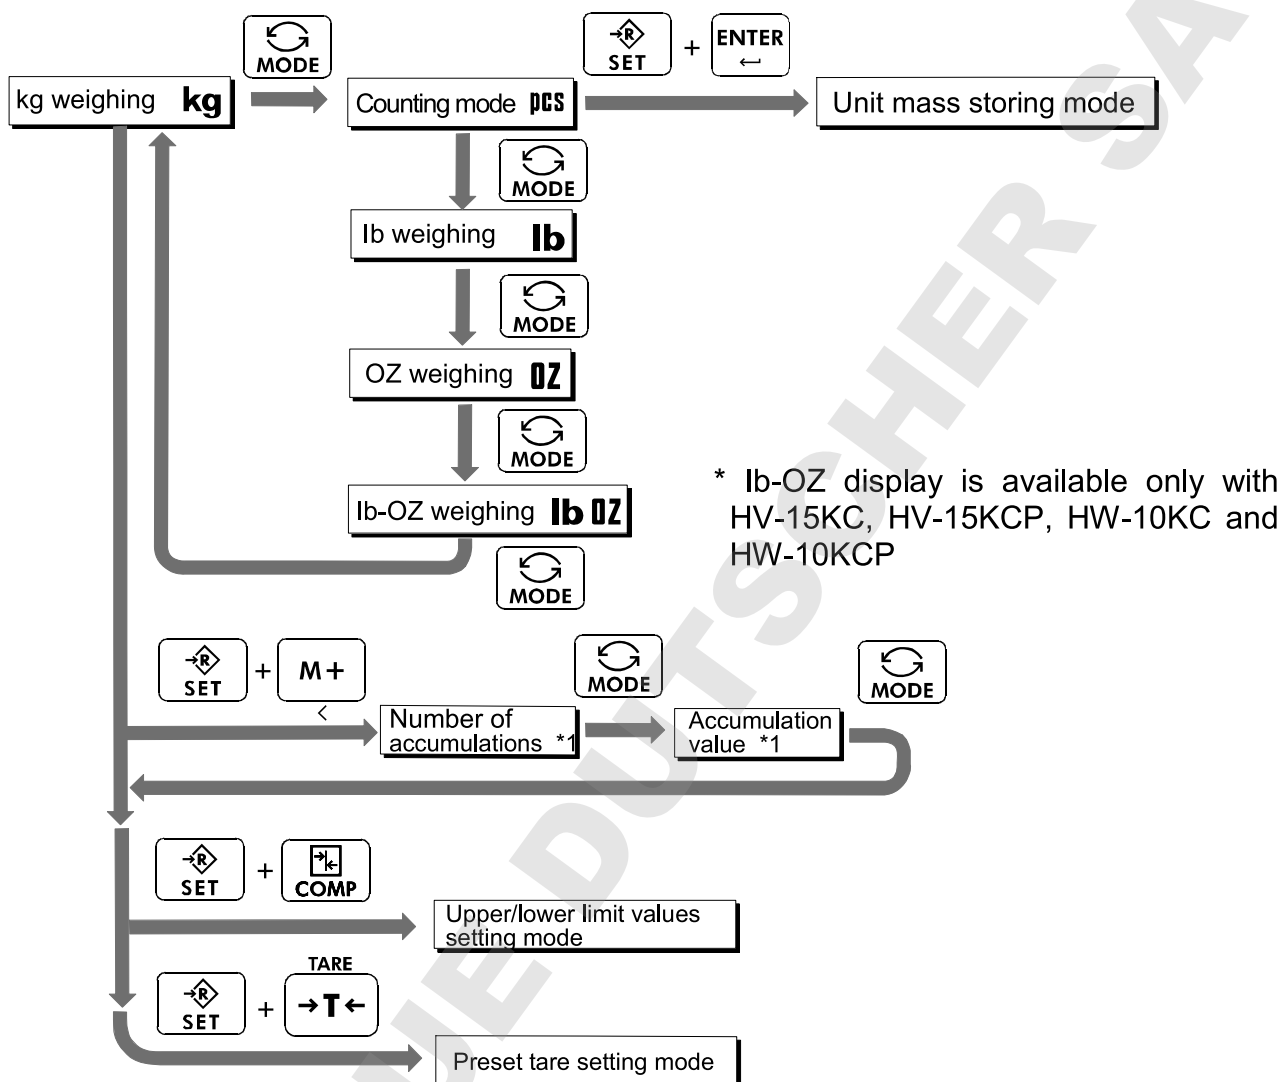 MODE
SET + ENTER
kg weighing kg
Counting mode pcs
Unit mass storing mode
MODE
lb weighing lb
MODE
OZ weighing OZ
MODE
lb-OZ weighing lb OZ
* lb-OZ display is available only with
HV-15KC, HV-15KCP, HW-10KC and
HW-10KCP
MODE
R
SET + M+
<
MODE
MODE
Number of
accumulations *1
Accumulation
value *1
R
SET + COMP
Upper/lower limit values
setting mode
TARE
R
SET + →T←
Preset tare setting mode
UE DUTSCHER SA